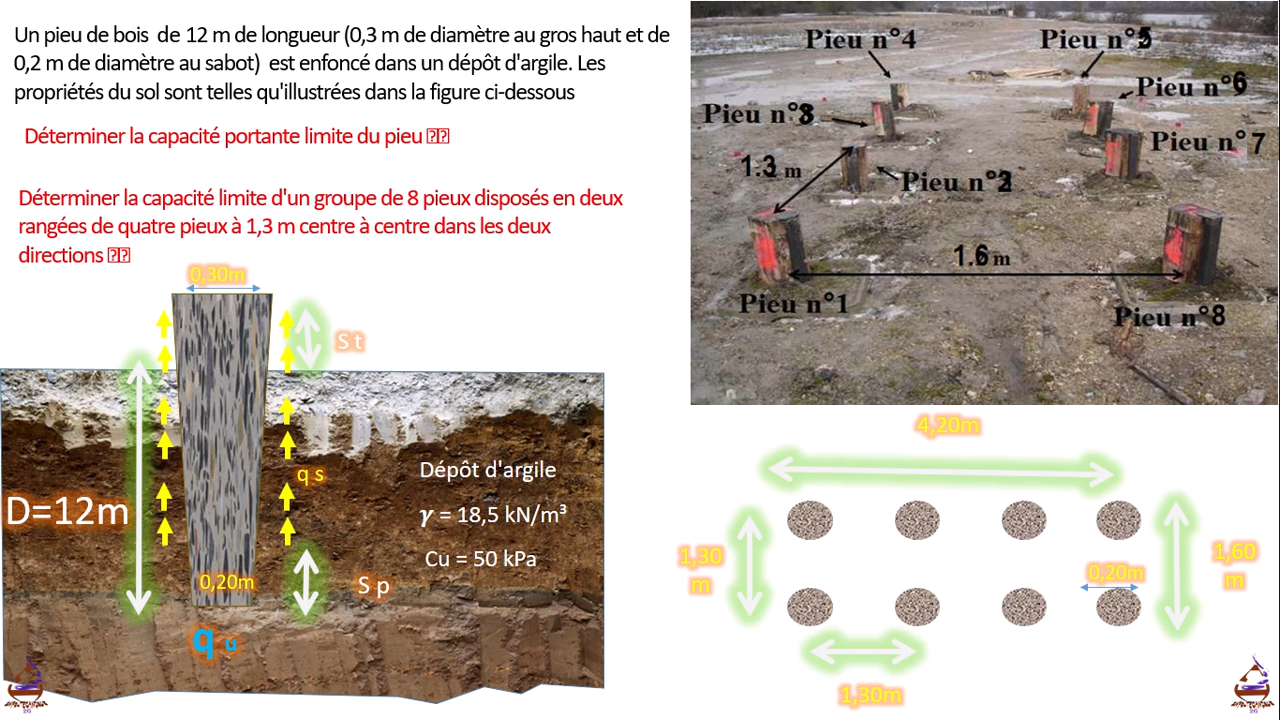 Un pieu de bois de 12 m de longueur (0,3 m de diamètre au gros haut et de
0,2 m de diamètre au sabot) est enfoncé dans un dépôt d'argile. Les
propriétés du sol sont telles qu'illustrées dans la figure ci-dessous
Déterminer la capacité portante limite du pieu
Déterminer la capacité limite d'un groupe de 8 pieux disposés en deux
rangées de quatre pieux à 1,3 m centre à centre dans les deux
directions
0,30m
S t
q s
D=12m
Dépôt d'argile
γ = 18,5 kN/m³
Cu = 50 kPa
0,20m
S p
q u
Pieu n°4
Pieu n°5
Pieu n°6
Pieu n°3
Pieu n°7
1.3 m
Pieu n°2
1.6 m
Pieu n°1
Pieu n°8
4,20m
1,30
m
1,60
m
0,20m
1,30m